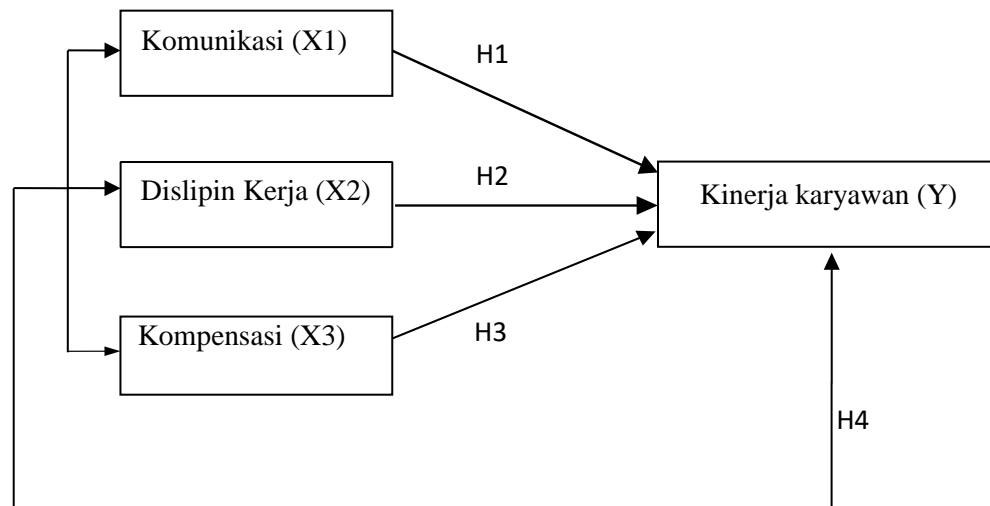 Komunikasi (X1)
H1
Dislipin Kerja (X2)
H2
Kinerja karyawan (Y)
Kompensasi (X3)
H3
H4